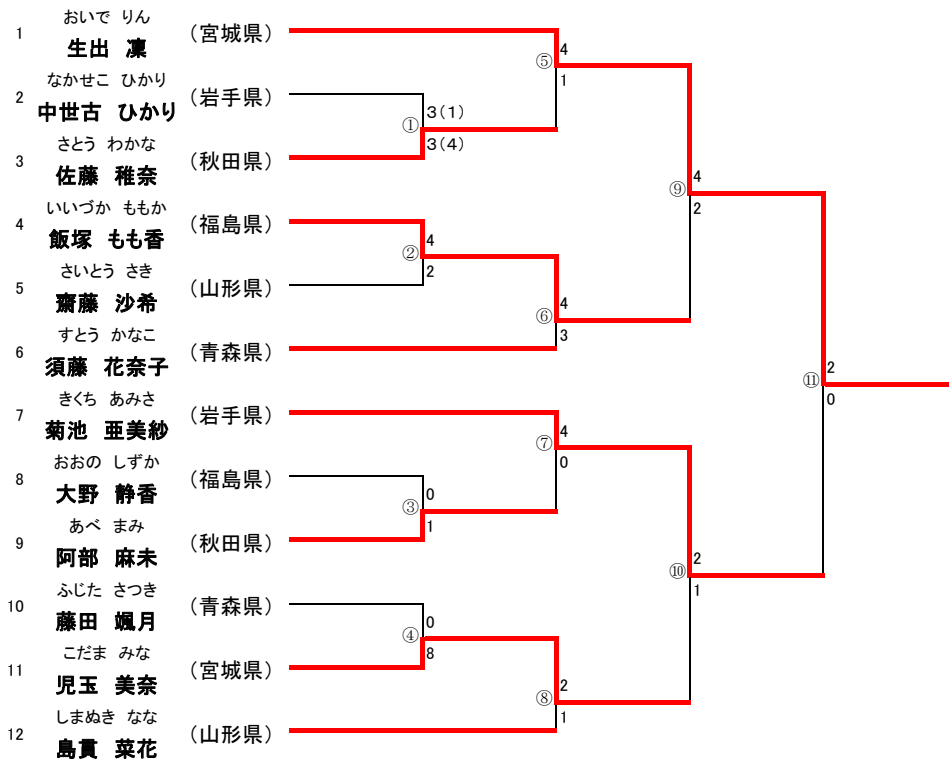 おいで りん
1 生出 凜 (宮城県)
4
⑤
1
なかせこ ひかり
2 中世古 ひかり (岩手県)
3(1)
①
3(4)
さとう わかな
3 佐藤 稚奈 (秋田県)
4
⑨
2
いいづか ももか
4 飯塚 もも香 (福島県)
4
②
2
さいとう さき
5 齋藤 沙希 (山形県)
4
⑥
3
すとう かなこ
6 須藤 花奈子 (青森県)
2
⑪
0
きくち あみさ
7 菊池 亜美紗 (岩手県)
4
⑦
0
おおの しずか
8 大野 静香 (福島県)
0
③
1
あべ まみ
9 阿部 麻未 (秋田県)
2
⑩
1
ふじた さつき
10 藤田 颯月 (青森県)
0
④
8
こだま みな
11 児玉 美奈 (宮城県)
2
⑧
1
しまぬき なな
12 島貫 菜花 (山形県)